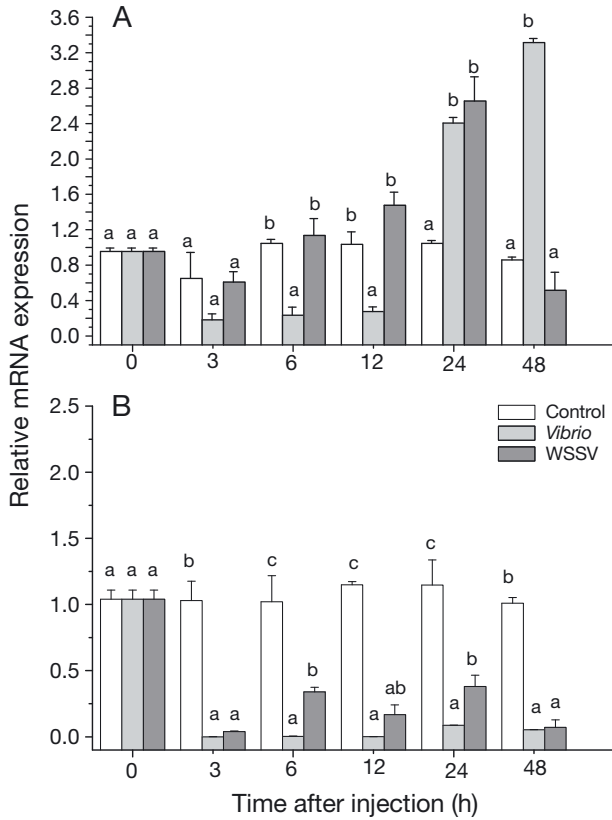 A
3.6
3.2
2.8
2.4
2.0
1.6
1.2
0.8
0.4
0.0
a a a
a a a
b a b
b a b
a b b
a b a
0 3 6 12 24 48
Relative mRNA expression
B
2.5
2.0
1.5
1.0
0.5
0.0
Control
Vibrio
WSSV
a a a
b a a
c a b
c a ab
c a b
b a a
0 3 6 12 24 48
Time after injection (h)